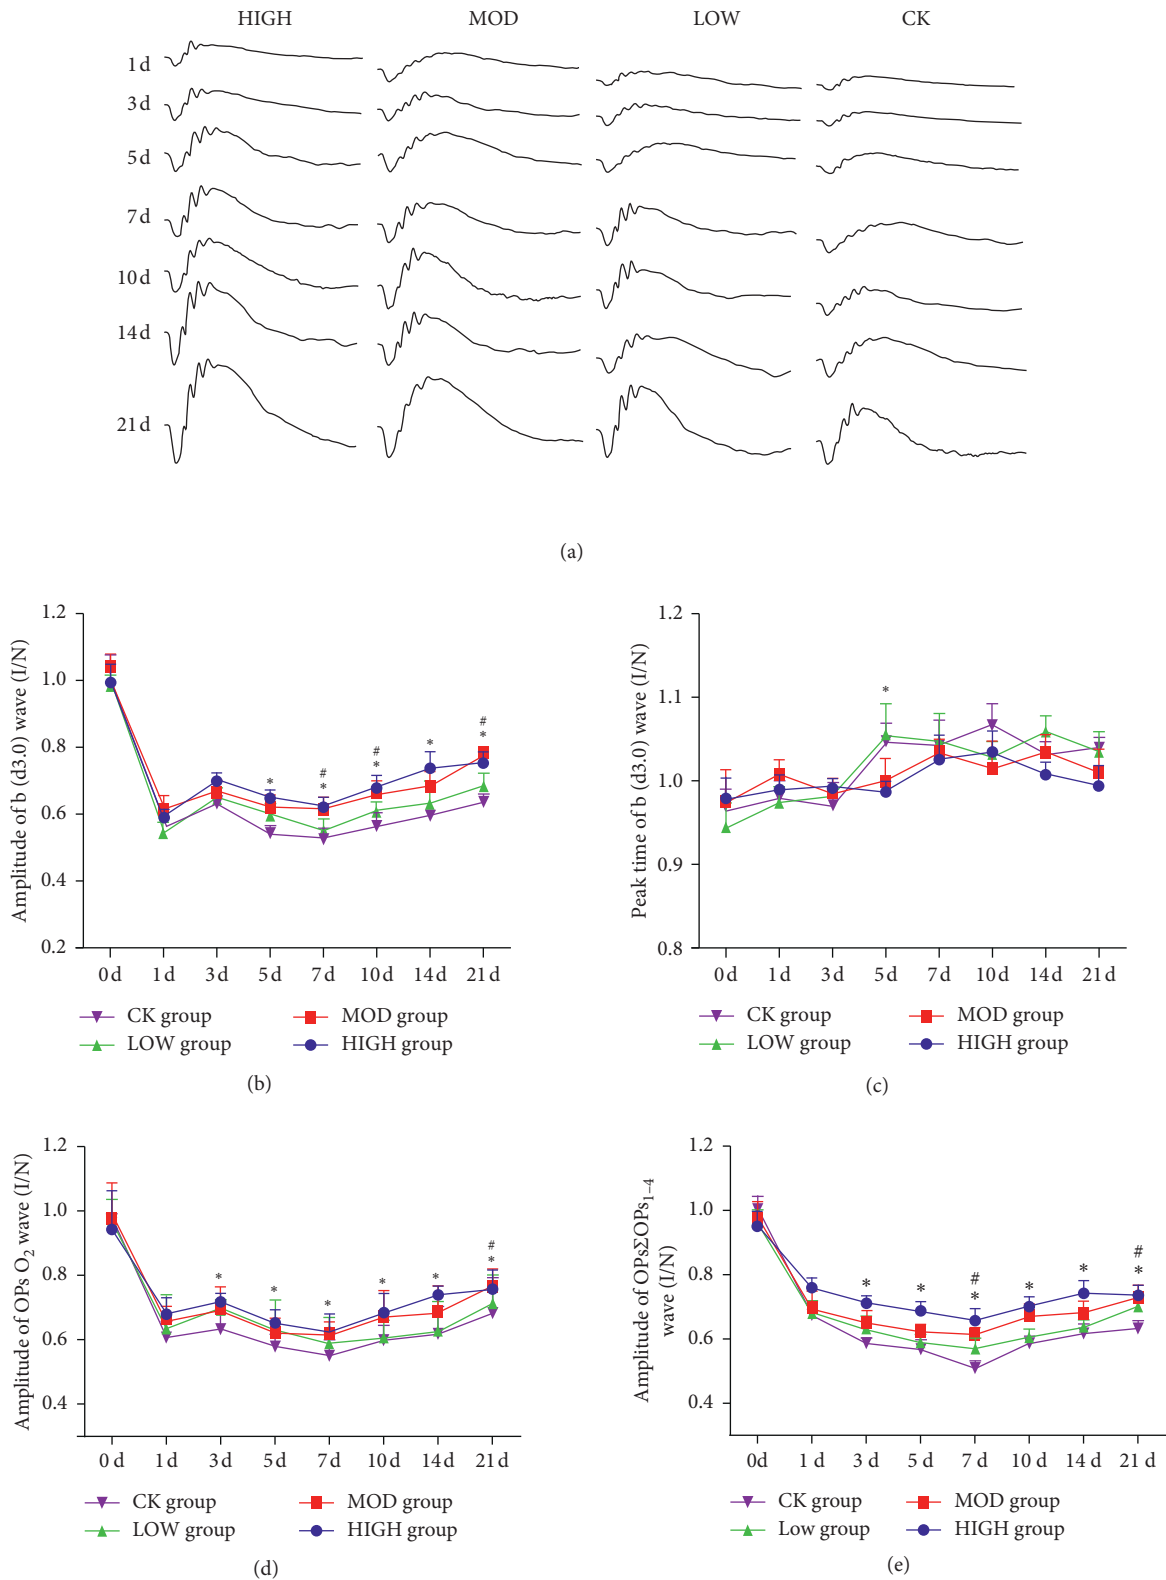 HIGH MOD LOW CK
1 d
3 d
5 d
7 d
10 d
14 d
21 d
(a)
Amplitude of b (d3.0) wave (I/N)
1.2
1.0
0.8
0.6
0.4
0.2
# # #
* * * * *
0 d 1 d 3 d 5 d 7 d 10 d 14 d 21 d
CK group MOD group
LOW group HIGH group
(b)
Peak time of b (d3.0) wave (I/N)
1.2
1.1
1.0
0.9
0.8
*
0 d 1 d 3 d 5 d 7 d 10 d 14 d 21 d
CK group MOD group
LOW group HIGH group
(c)
Amplitude of OPs O2 wave (I/N)
1.2
1.0
0.8
0.6
0.4
#
* * * * * *
0 d 1 d 3 d 5 d 7 d 10 d 14 d 21 d
CK group MOD group
LOW group HIGH group
(d)
Amplitude of OPsΣOPs1–4
wave (I/N)
1.2
1.0
0.8
0.6
0.4
# #
* * * * * *
0d 1 d 3 d 5 d 7 d 10 d 14 d 21 d
CK group MOD group
Low group HIGH group
(e)